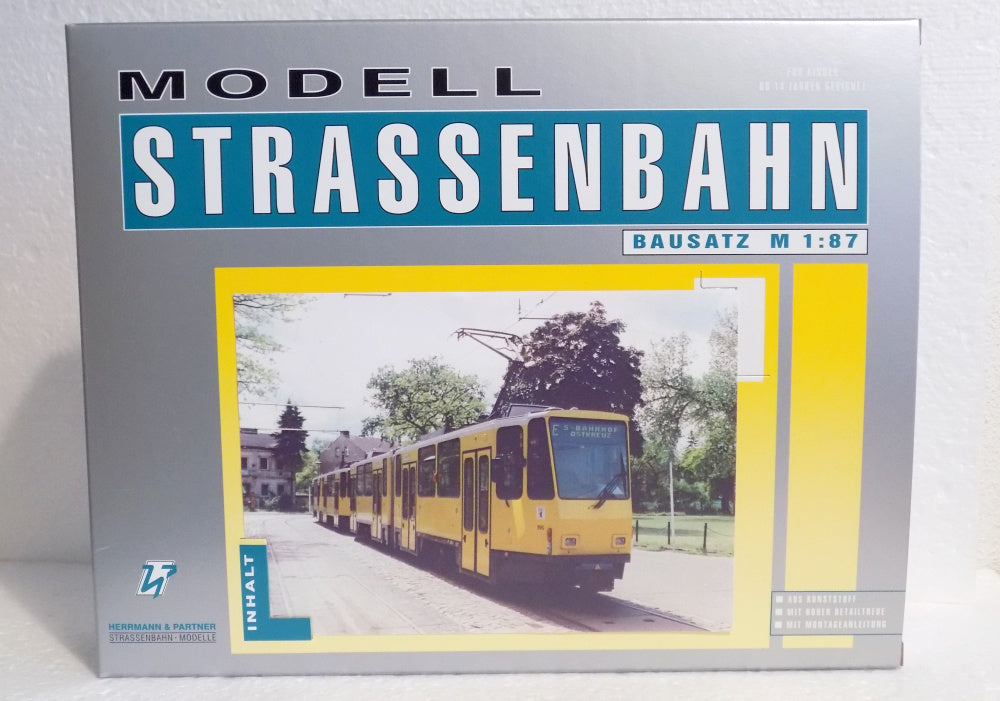 MODELL
FÜR KINDER
AB 14 JAHREN GEEIGNET
STRASSENBAHN
BAUSATZ M 1:87
E S-BAHNHOF
OSTKREUZ
INHALT
HERRMANN & PARTNER
STRASSENBAHN-MODELLE
AUS KUNSTSTOFF
MIT HOHER DETAILTREUE
MIT MONTAGEANLEITUNG